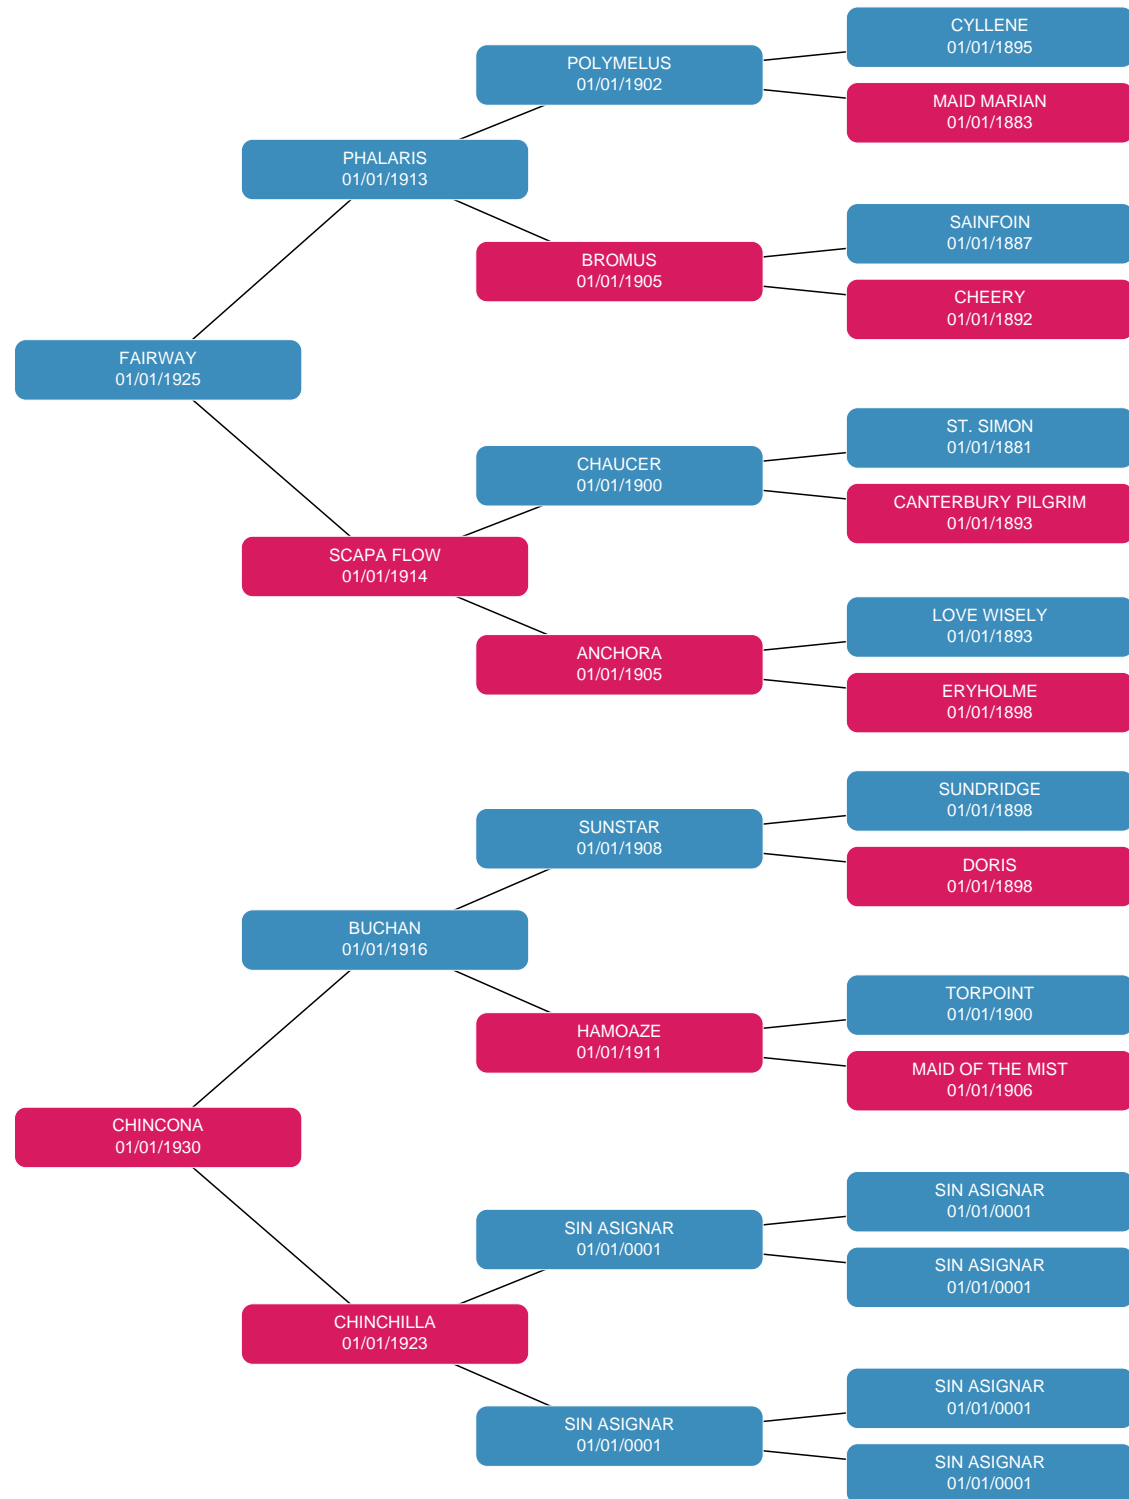 CYLLENE
01/01/1895
POLYMELUS
01/01/1902
MAID MARIAN
01/01/1883
PHALARIS
01/01/1913
SAINFOIN
01/01/1887
BROMUS
01/01/1905
CHEERY
01/01/1892
FAIRWAY
01/01/1925
ST. SIMON
01/01/1881
CHAUCER
01/01/1900
CANTERBURY PILGRIM
01/01/1893
SCAPA FLOW
01/01/1914
LOVE WISELY
01/01/1893
ANCHORA
01/01/1905
ERYHOLME
01/01/1898
SUNDRIDGE
01/01/1898
SUNSTAR
01/01/1908
DORIS
01/01/1898
BUCHAN
01/01/1916
TORPOINT
01/01/1900
HAMOAZE
01/01/1911
MAID OF THE MIST
01/01/1906
CHINCONA
01/01/1930
SIN ASIGNAR
01/01/0001
SIN ASIGNAR
01/01/0001
SIN ASIGNAR
01/01/0001
CHINCHILLA
01/01/1923
SIN ASIGNAR
01/01/0001
SIN ASIGNAR
01/01/0001
SIN ASIGNAR
01/01/0001